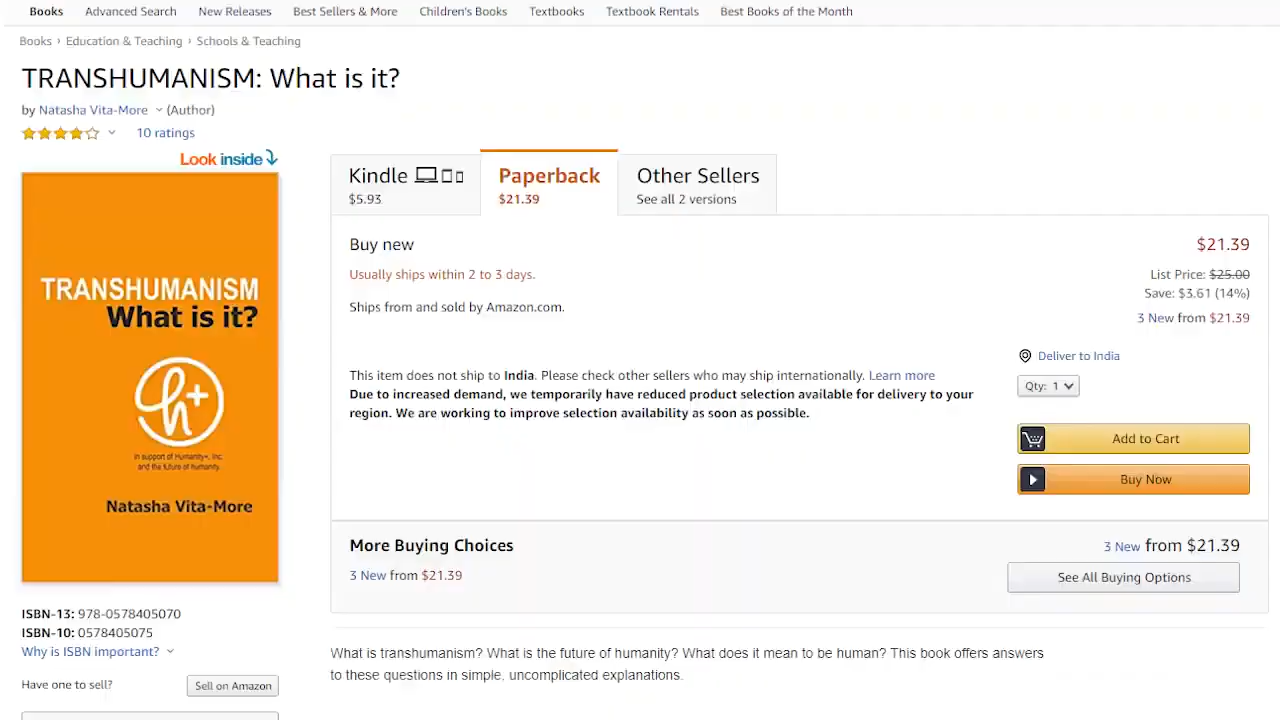 Books Advanced Search New Releases Best Sellers & More Children's Books Textbooks Textbook Rentals Best Books of the Month
Books › Education & Teaching › Schools & Teaching
TRANSHUMANISM: What is it?
by Natasha Vita-More (Author)
10 ratings
Look inside
TRANSHUMANISM
What is it?
h+
in support of Humanity+, Inc.
and the future of humanity.
Natasha Vita-More
ISBN-13: 978-0578405070
ISBN-10: 0578405075
Why is ISBN important?
Have one to sell? Sell on Amazon
Kindle
$5.93
Paperback
$21.39
Other Sellers
See all 2 versions
Buy new $21.39
Usually ships within 2 to 3 days.
List Price: $25.00
Save: $3.61 (14%)
Ships from and sold by Amazon.com.
3 New from $21.39
This item does not ship to India. Please check other sellers who may ship internationally. Learn more
Due to increased demand, we temporarily have reduced product selection available for delivery to your
region. We are working to improve selection availability as soon as possible.
Deliver to India
Qty: 1
Add to Cart
Buy Now
More Buying Choices
3 New from $21.39
3 New from $21.39
See All Buying Options
What is transhumanism? What is the future of humanity? What does it mean to be human? This book offers answers
to these questions in simple, uncomplicated explanations.